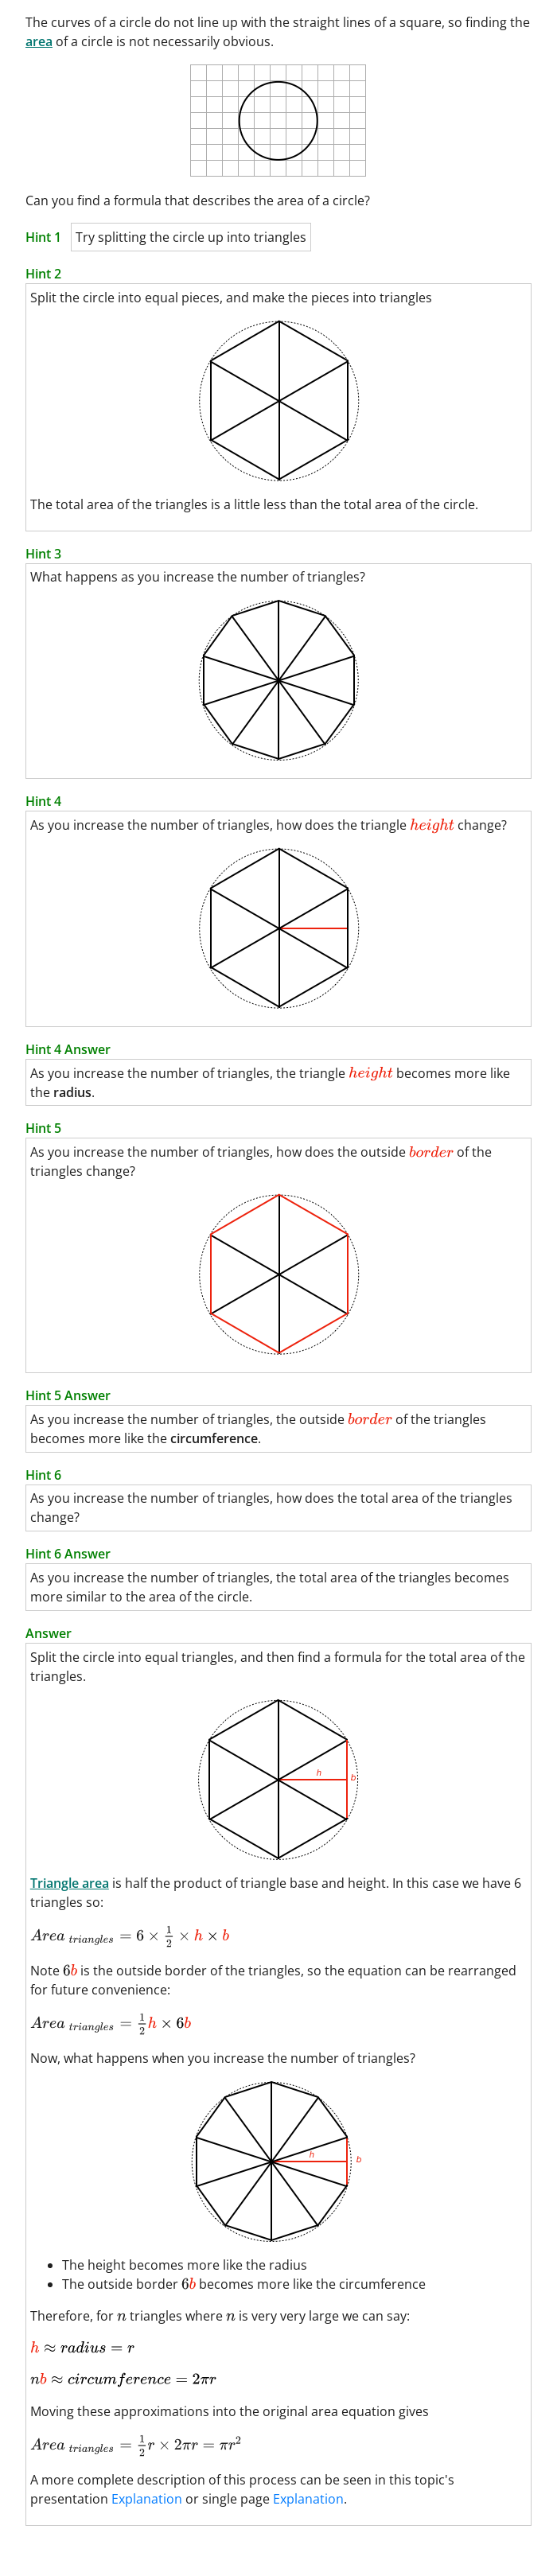 The curves of a circle do not line up with the straight lines of a square, so finding the
area of a circle is not necessarily obvious.
Can you find a formula that describes the area of a circle?
Hint 1 Try splitting the circle up into triangles
Hint 2
Split the circle into equal pieces, and make the pieces into triangles
The total area of the triangles is a little less than the total area of the circle.
Hint 3
What happens as you increase the number of triangles?
Hint 4
As you increase the number of triangles, how does the triangle height change?
Hint 4 Answer
As you increase the number of triangles, the triangle height becomes more like
the radius.
Hint 5
As you increase the number of triangles, how does the outside border of the
triangles change?
Hint 5 Answer
As you increase the number of triangles, the outside border of the triangles
becomes more like the circumference.
Hint 6
As you increase the number of triangles, how does the total area of the triangles
change?
Hint 6 Answer
As you increase the number of triangles, the total area of the triangles becomes
more similar to the area of the circle.
Answer
Split the circle into equal triangles, and then find a formula for the total area of the
triangles.
h b
Triangle area is half the product of triangle base and height. In this case we have 6
triangles so:
Area triangles = 6 × 1/2 × h × b
Note 6b is the outside border of the triangles, so the equation can be rearranged
for future convenience:
Area triangles = 1/2 h × 6b
Now, what happens when you increase the number of triangles?
h b
• The height becomes more like the radius
• The outside border 6b becomes more like the circumference
Therefore, for n triangles where n is very very large we can say:
h ≈ radius = r
nb ≈ circumference = 2πr
Moving these approximations into the original area equation gives
Area triangles = 1/2 r × 2πr = πr²
A more complete description of this process can be seen in this topic's
presentation Explanation or single page Explanation.